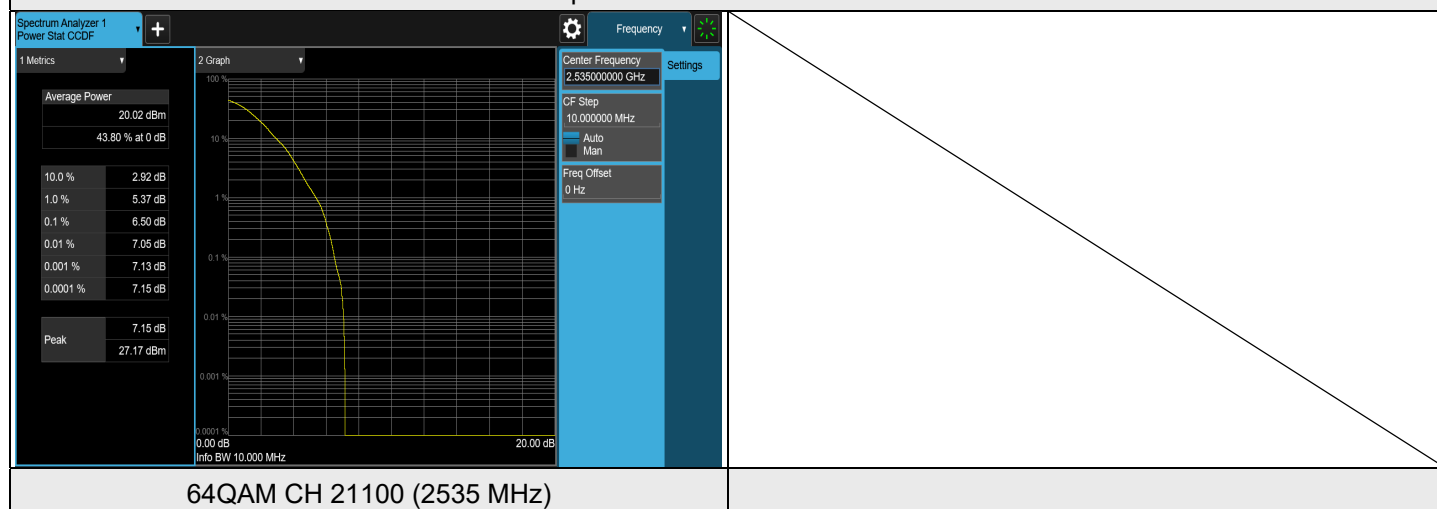 Spectrum Analyzer 1
Power Stat CCDF
+
Frequency
1 Metrics
Average Power
20.02 dBm
43.80 % at 0 dB
10.0 % 2.92 dB
1.0 % 5.37 dB
0.1 % 6.50 dB
0.01 % 7.05 dB
0.001 % 7.13 dB
0.0001 % 7.15 dB
Peak 7.15 dB
27.17 dBm
2 Graph
100 %
10 %
1 %
0.1 %
0.01 %
0.001 %
0.0001 %
0.00 dB 20.00 dB
Info BW 10.000 MHz
Center Frequency
2.535000000 GHz
CF Step
10.000000 MHz
Auto
Man
Freq Offset
0 Hz
Settings
64QAM CH 21100 (2535 MHz)